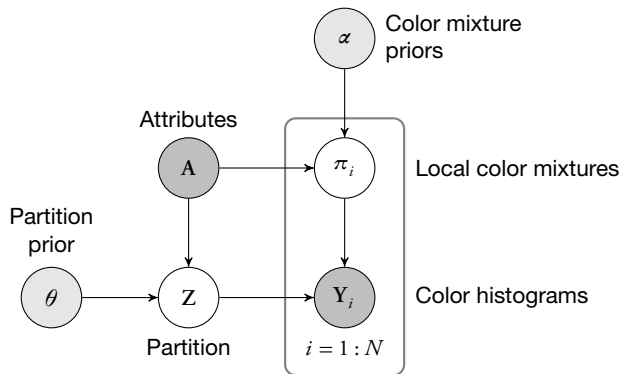 α
Color mixture
priors
Attributes
A
π_i
Local color mixtures
Partition
prior
θ
Z
Y_i
Color histograms
Partition
i = 1 : N